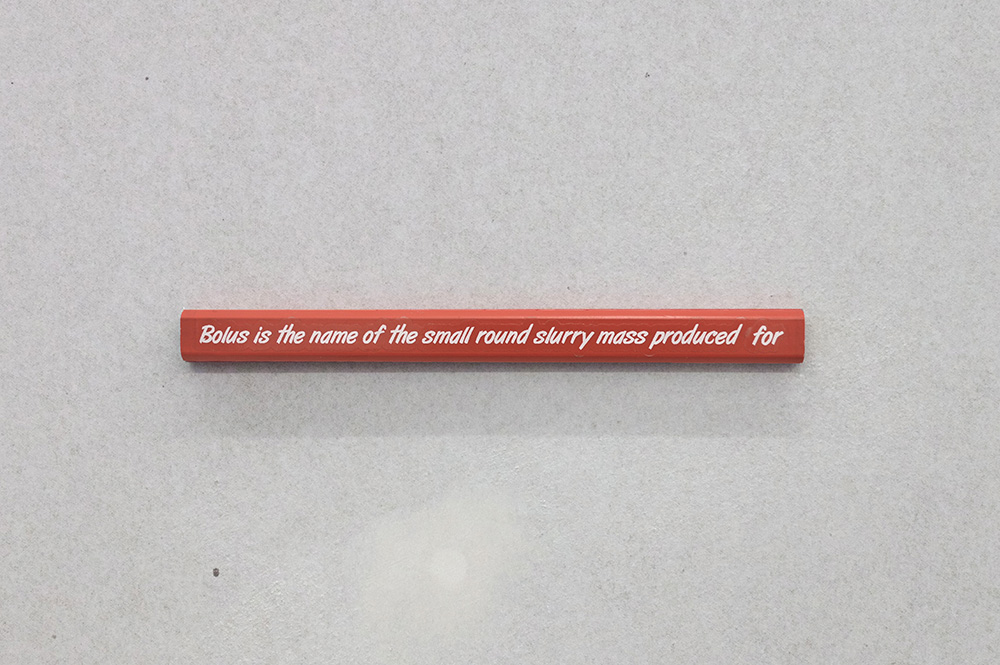 Bolus is the name of the small round slurry mass produced for